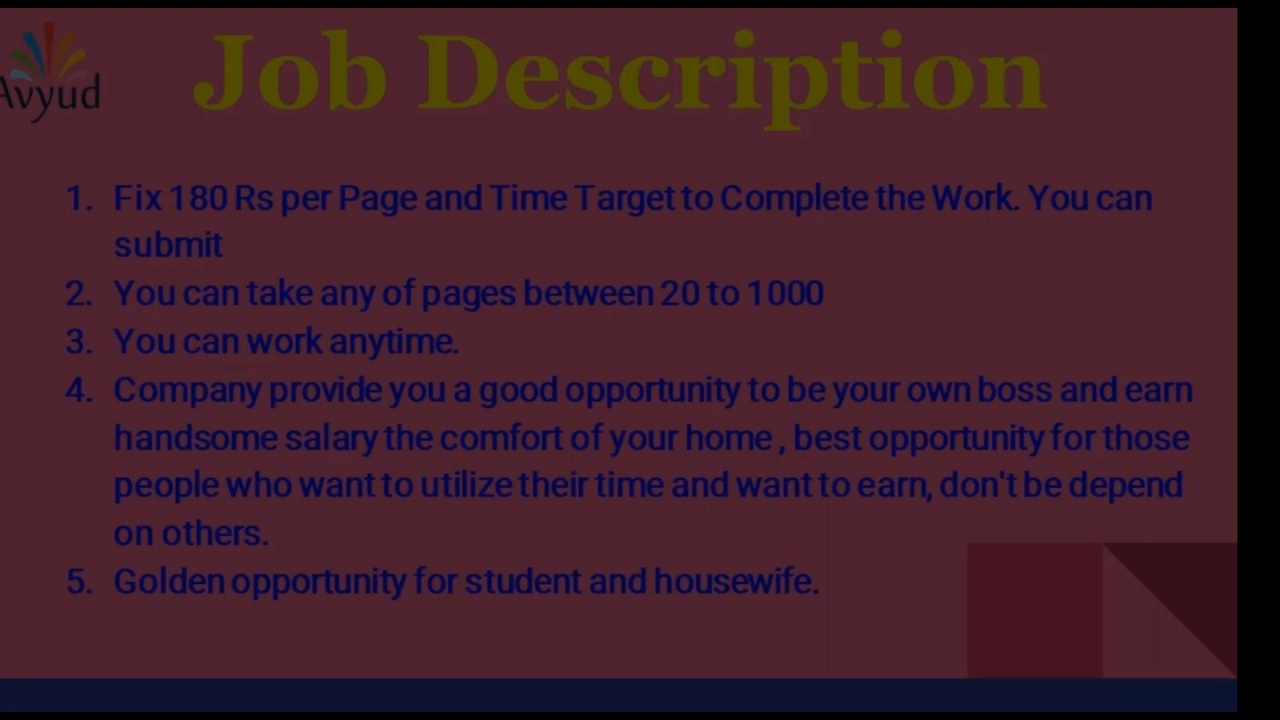 Avyud
Job Description
1. Fix 180 Rs per Page and Time Target to Complete the Work. You can
submit
2. You can take any of pages between 20 to 1000
3. You can work anytime.
4. Company provide you a good opportunity to be your own boss and earn
handsome salary the comfort of your home , best opportunity for those
people who want to utilize their time and want to earn, don't be depend
on others.
5. Golden opportunity for student and housewife.